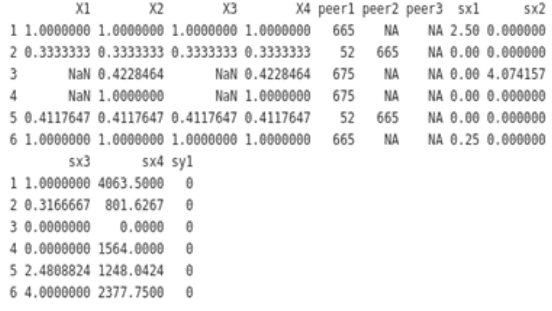 X1 X2 X3 X4 peer1 peer2 peer3 sx1 sx2
1 1.0000000 1.0000000 1.0000000 1.0000000 665 NA NA 2.50 0.000000
2 0.3333333 0.3333333 0.3333333 0.3333333 52 665 NA 0.00 0.000000
3 NaN 0.4228464 NaN 0.4228464 675 NA NA 0.00 4.074157
4 NaN 1.0000000 NaN 1.0000000 675 NA NA 0.00 0.000000
5 0.4117647 0.4117647 0.4117647 0.4117647 52 665 NA 0.00 0.000000
6 1.0000000 1.0000000 1.0000000 1.0000000 665 NA NA 0.25 0.000000
sx3 sx4 sy1
1 1.0000000 4063.5000 0
2 0.3166667 801.6267 0
3 0.0000000 0.0000 0
4 0.0000000 1564.0000 0
5 2.4808824 1248.0424 0
6 4.0000000 2377.7500 0